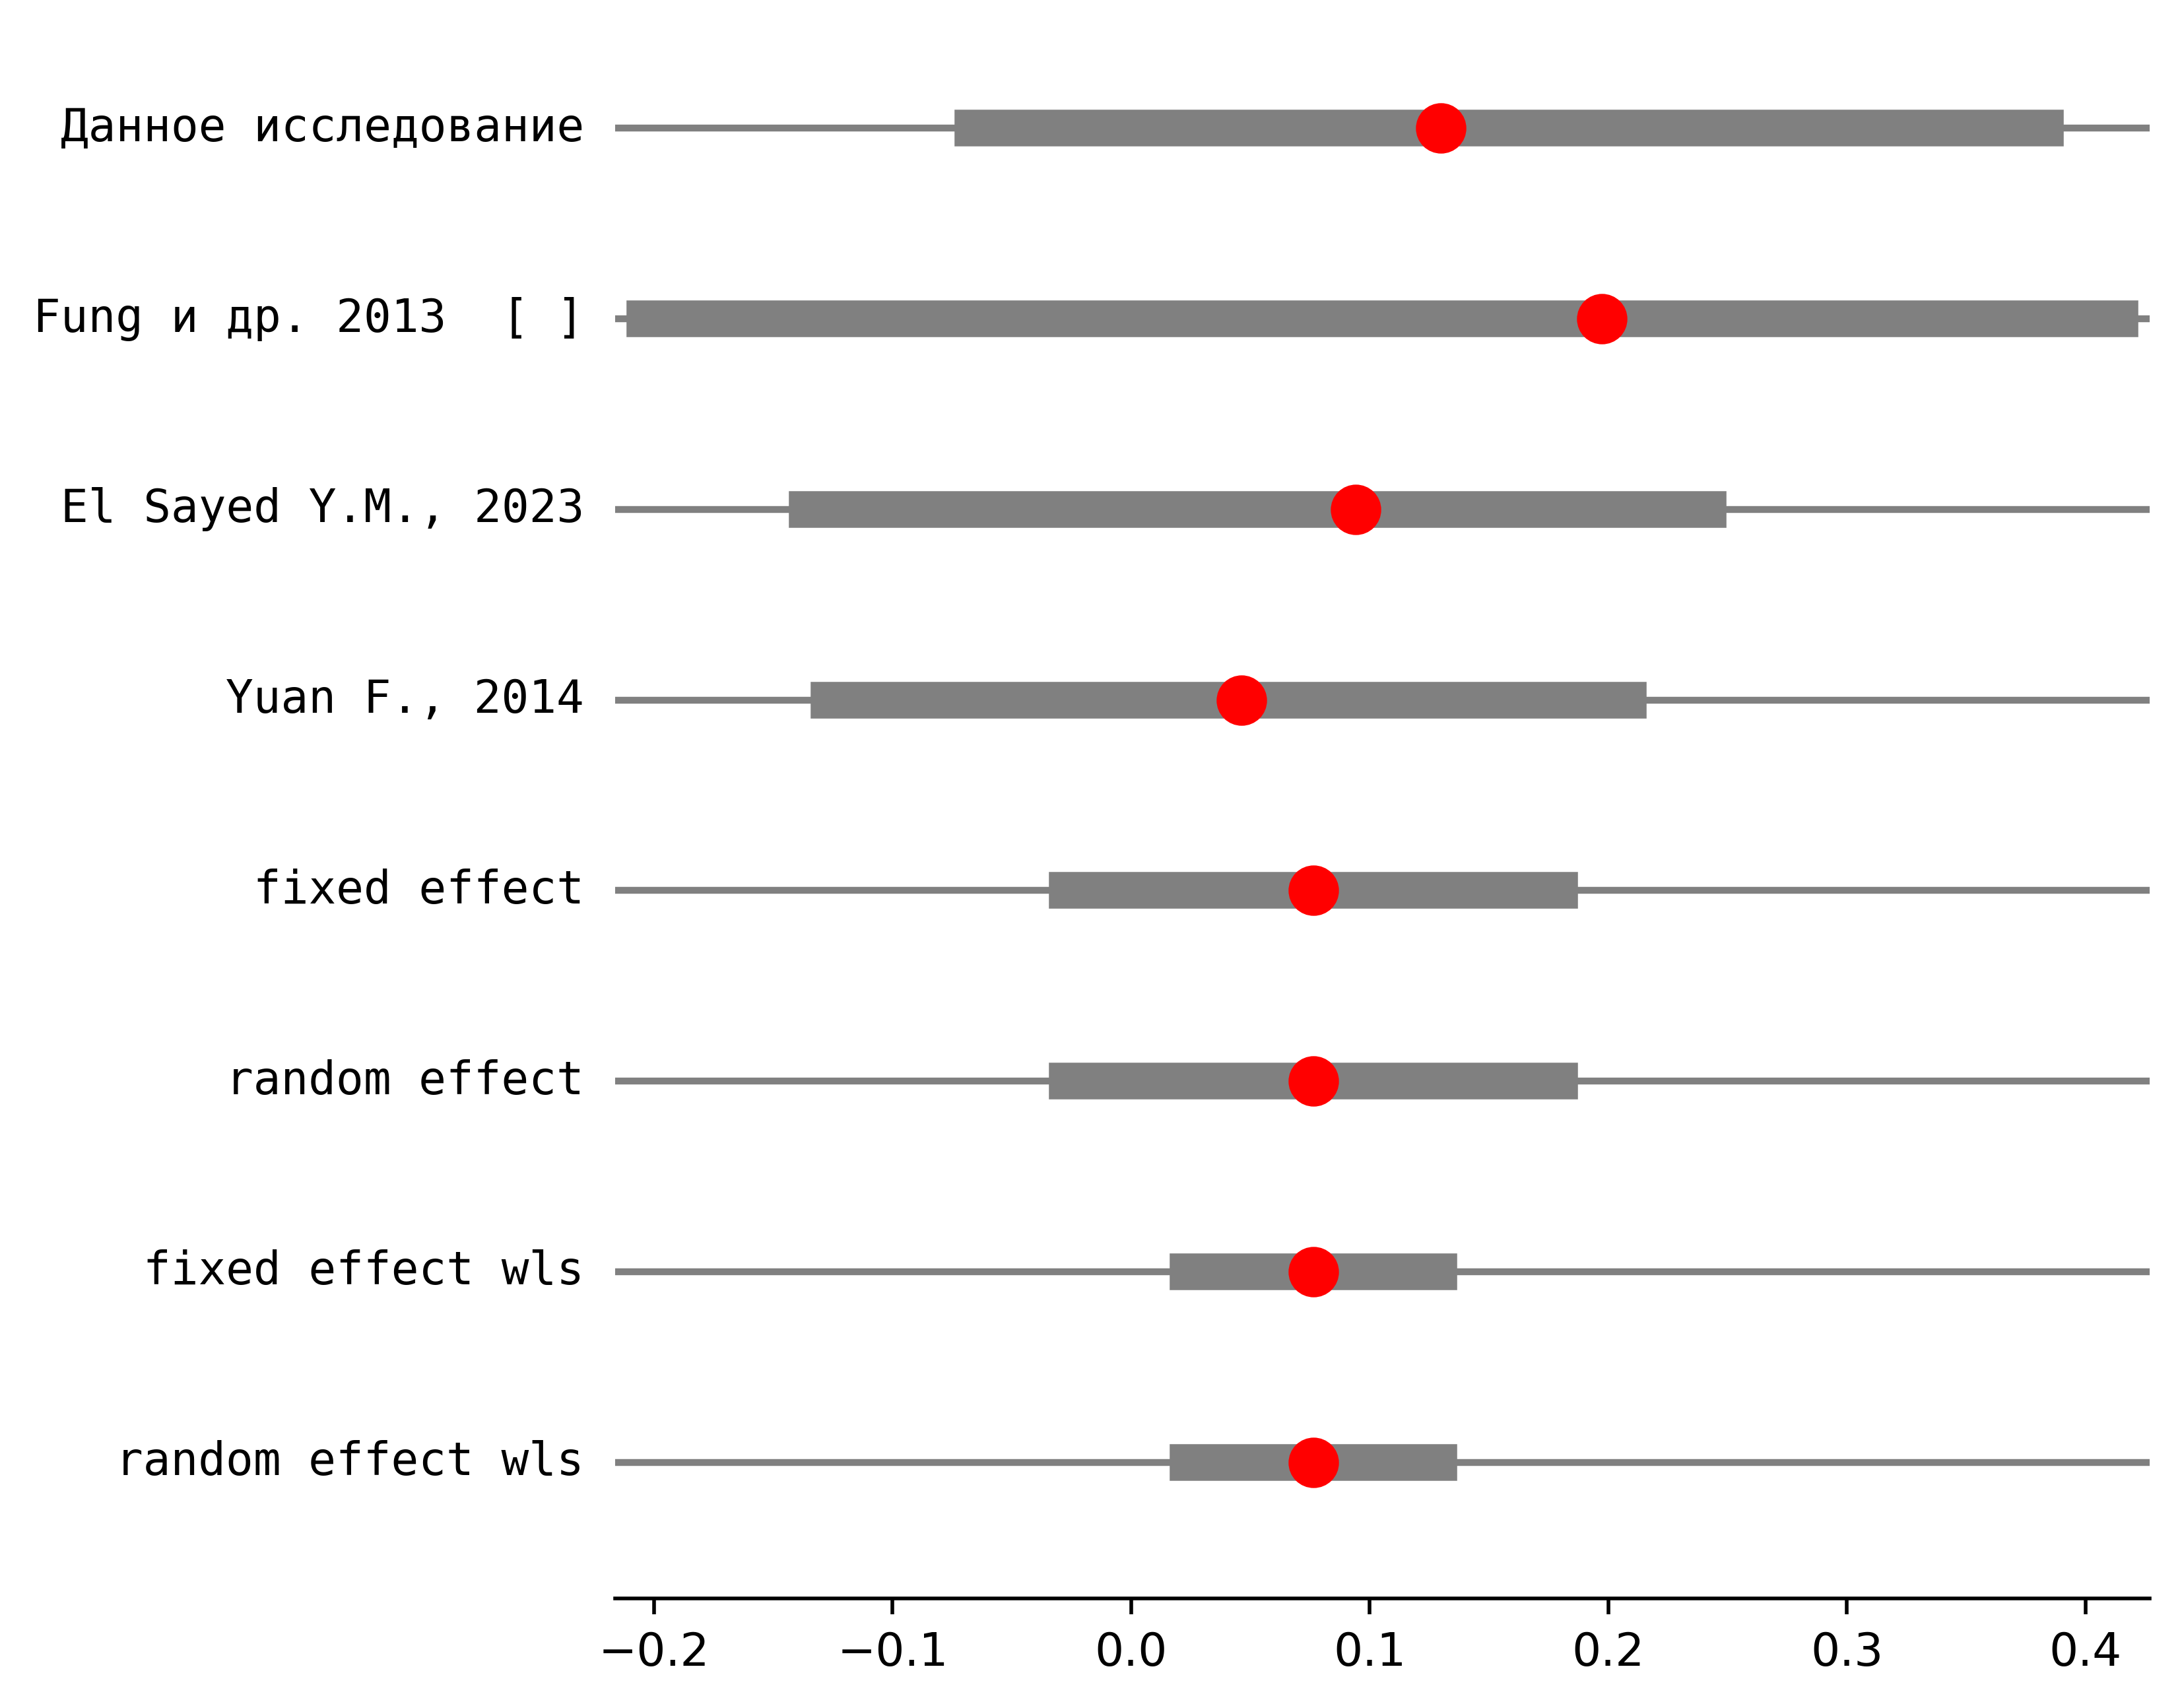 Данное исследование
Fung и др. 2013  [ ]
El Sayed Y.M., 2023
Yuan F., 2014
fixed effect
random effect
fixed effect wls
random effect wls
−0.2 −0.1 0.0 0.1 0.2 0.3 0.4